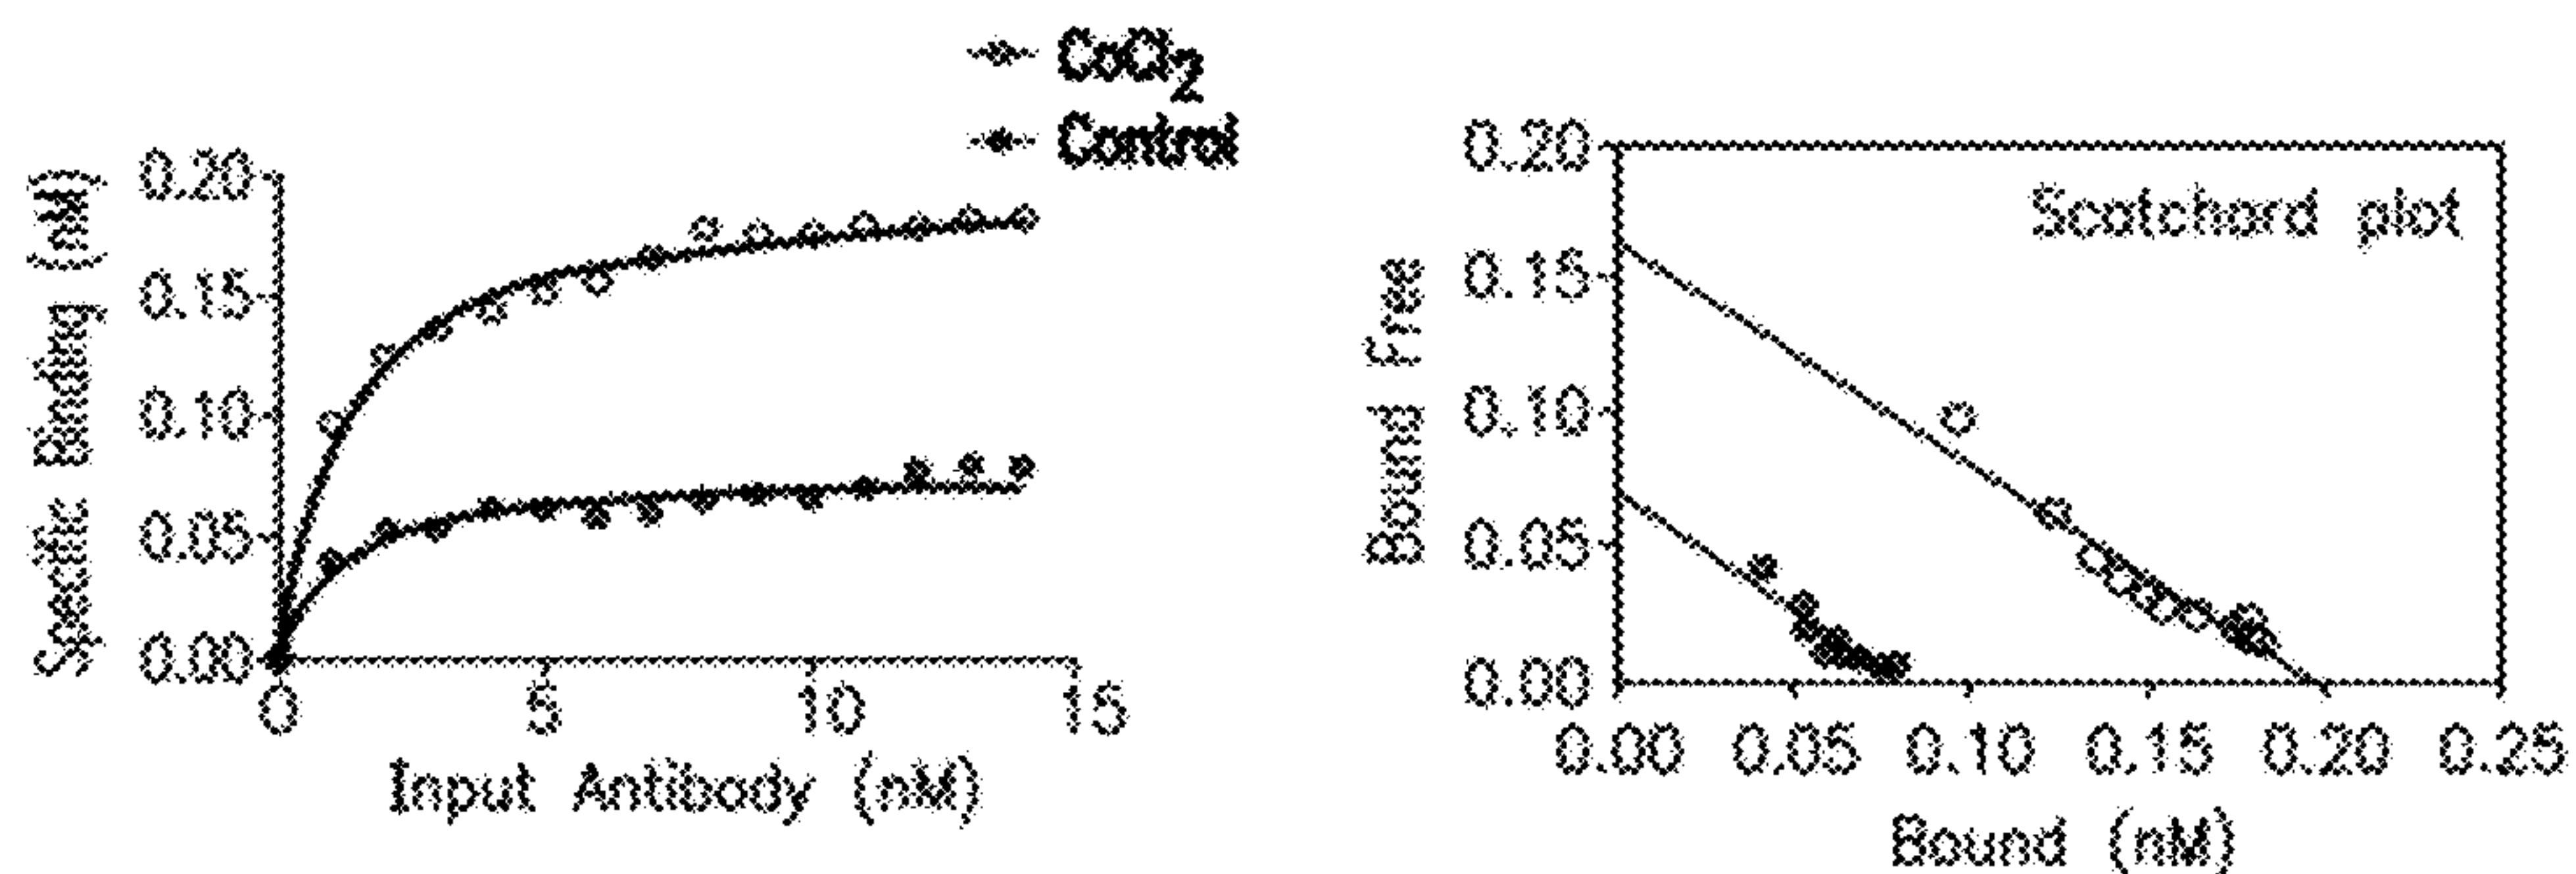 CoCl2
Control
Specific Binding (nM)
0.20
0.15
0.10
0.05
0.00
0
5
10
15
Input Antibody (nM)
Scatchard plot
Bound Free
0.20
0.15
0.10
0.05
0.00
0.00
0.05
0.10
0.15
0.20
0.25
Bound (nM)